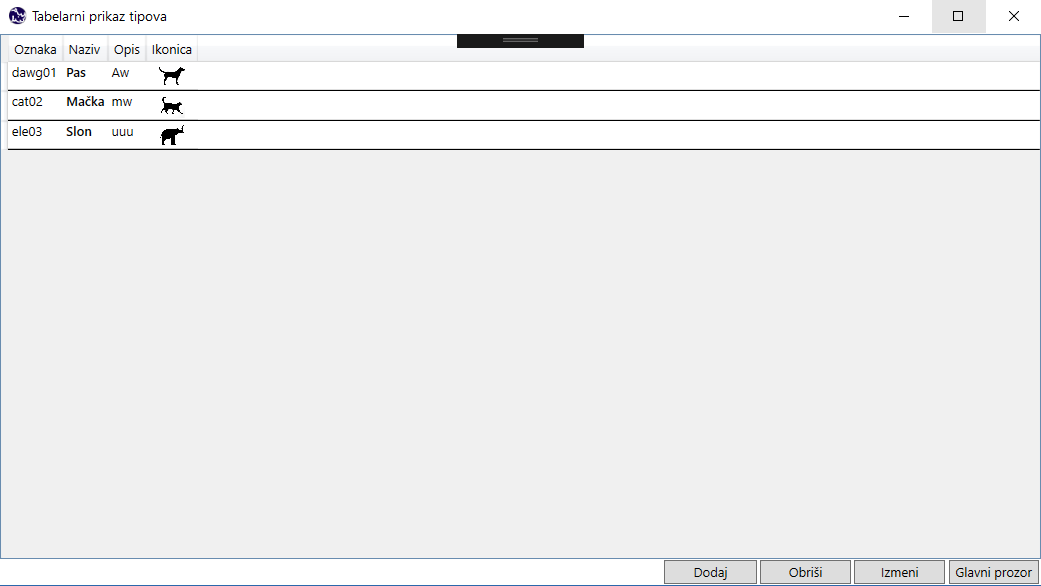 Tabelarni prikaz tipova
Oznaka Naziv Opis Ikonica
dawg01 Pas Aw
cat02 Mačka mw
ele03 Slon uuu
Dodaj Obriši Izmeni Glavni prozor